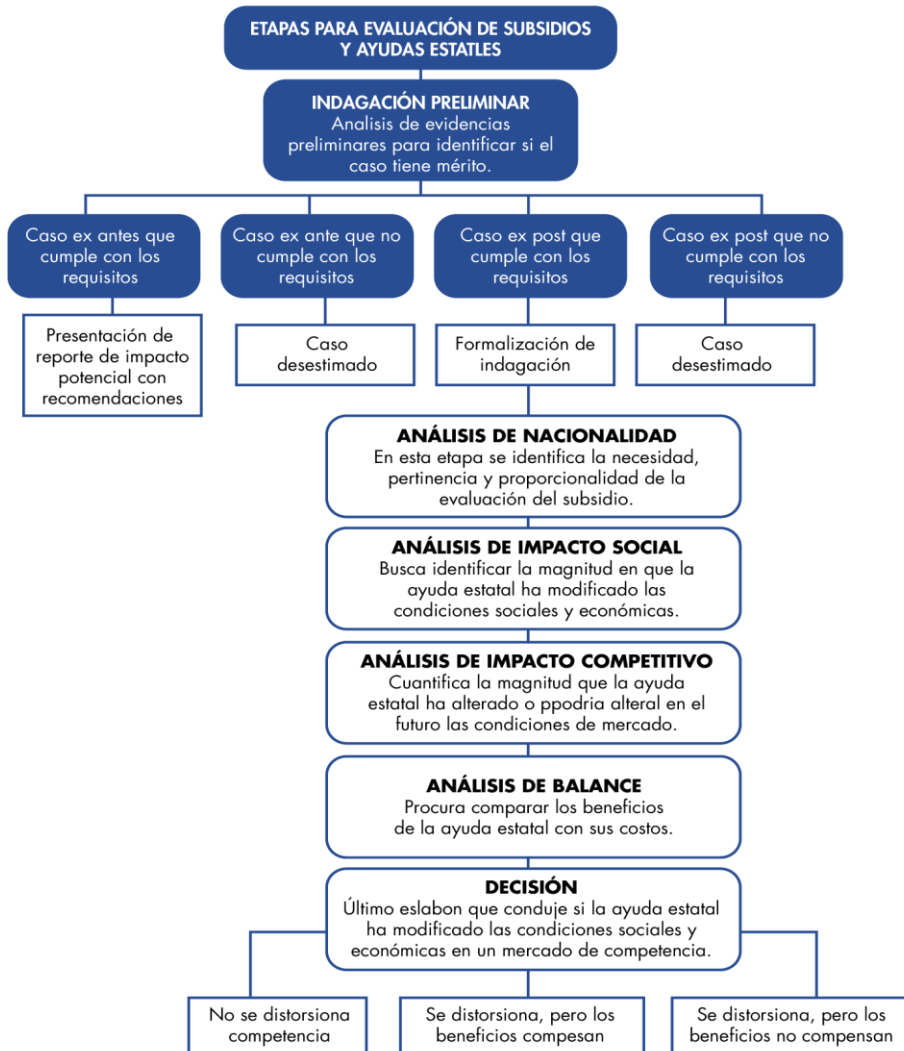 ETAPAS PARA EVALUACIÓN DE SUBSIDIOS
Y AYUDAS ESTATLES
INDAGACIÓN PRELIMINAR
Analisis de evidencias
preliminares para identificar si el
caso tiene mérito.
Caso ex antes que
cumple con los
requisitos
Caso ex ante que no
cumple con los
requisitos
Caso ex post que
cumple con los
requisitos
Caso ex post que no
cumple con los
requisitos
Presentación de
reporte de impacto
potencial con
recomendaciones
Caso
desestimado
Formalización de
indagación
Caso
desestimado
ANÁLISIS DE NACIONALIDAD
En esta etapa se identifica la necesidad,
pertinencia y proporcionalidad de la
evaluación del subsidio.
ANÁLISIS DE IMPACTO SOCIAL
Busca identificar la magnitud en que la
ayuda estatal ha modificado las
condiciones sociales y económicas.
ANÁLISIS DE IMPACTO COMPETITIVO
Cuantifica la magnitud que la ayuda
estatal ha alterado o ppodria alteral en el
futuro las condiciones de mercado.
ANÁLISIS DE BALANCE
Procura comparar los beneficios
de la ayuda estatal con sus costos.
DECISIÓN
Último eslabon que conduje si la ayuda estatal
ha modificado las condiciones sociales y
económicas en un mercado de competencia.
No se distorsiona
competencia
Se distorsiona, pero los
beneficios compesan
Se distorsiona, pero los
beneficios no compensan